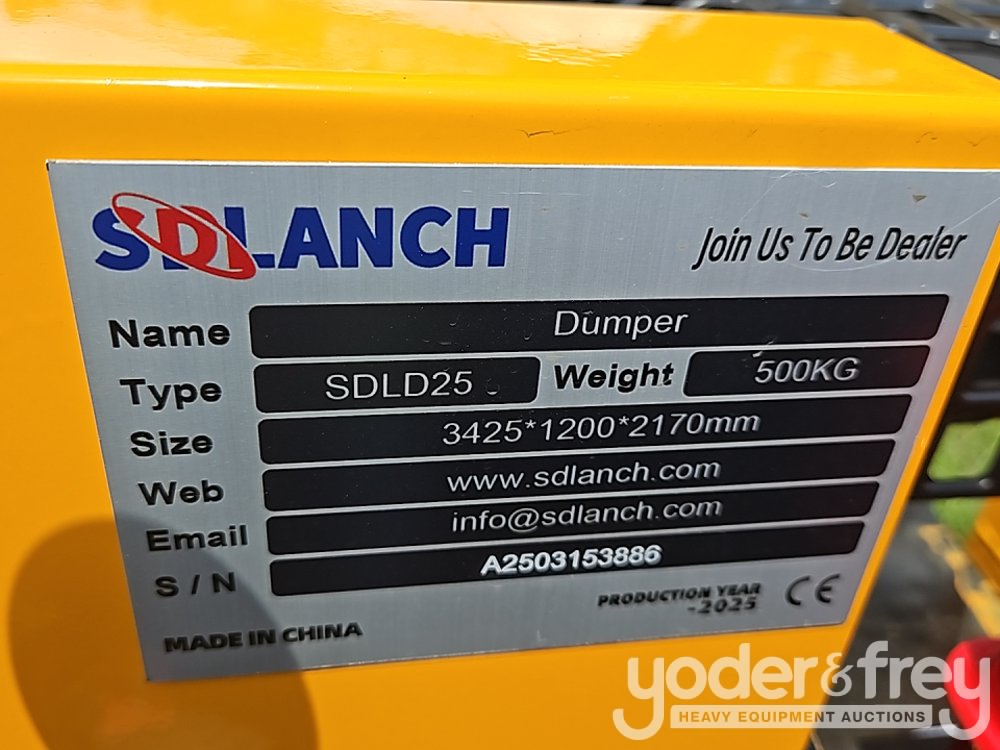 SDLANCH
Join Us To Be Dealer
Name Dumper
Type SDLD25 Weight 500KG
Size 3425*1200*2170mm
Web www.sdlanch.com
Email info@sdlanch.com
S / N A2503153886
PRODUCTION YEAR
-2025
CE
MADE IN CHINA
yoder&frey
HEAVY EQUIPMENT AUCTIONS